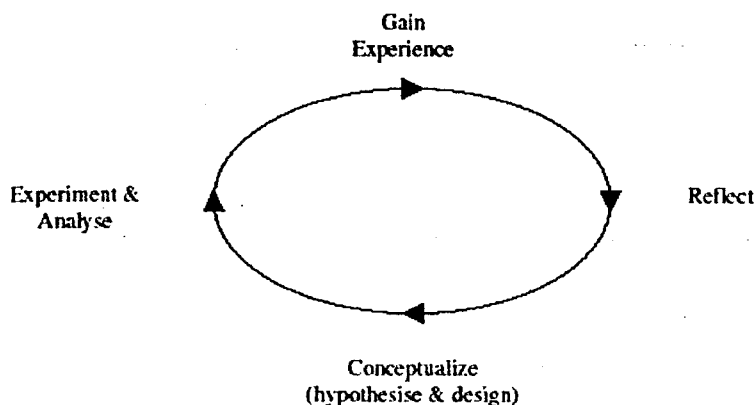 Gain
Experience
Experiment &
Analyse
Reflect
Conceptualize
(hypothesise & design)